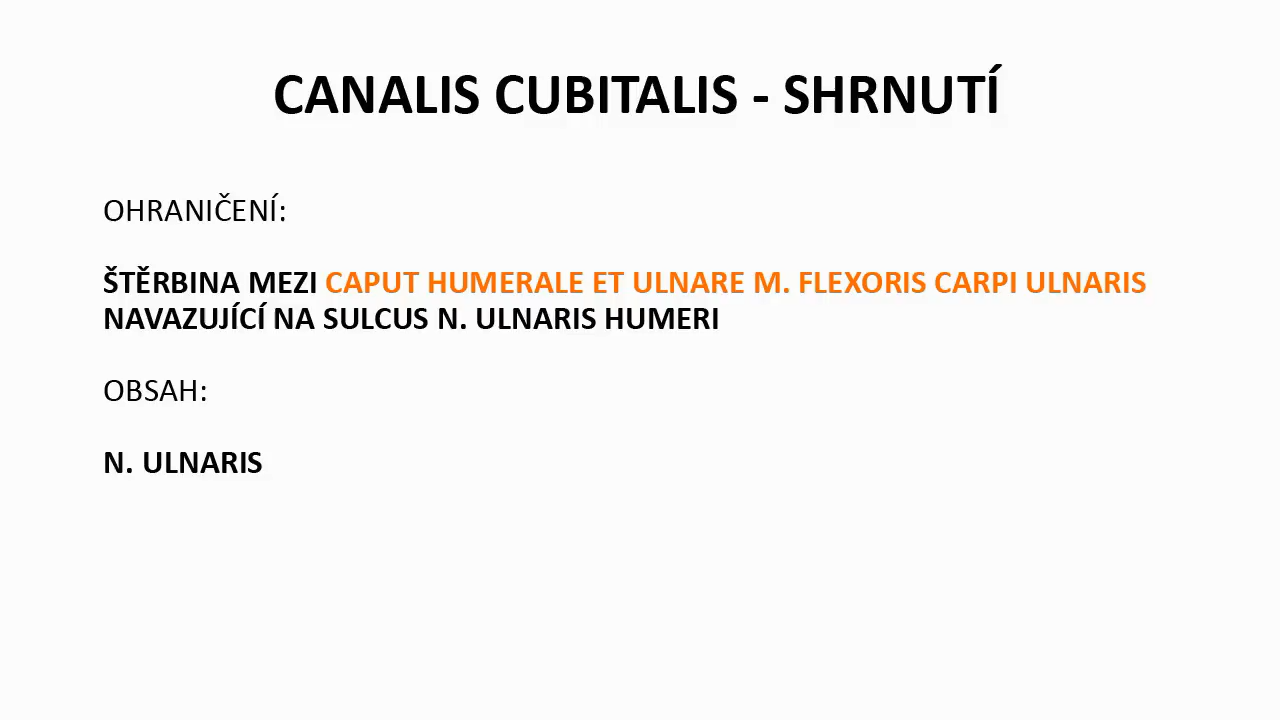 CANALIS CUBITALIS - SHRNUTÍ
OHRANIČENÍ:
ŠTĚRBINA MEZI CAPUT HUMERALE ET ULNARE M. FLEXORIS CARPI ULNARIS
NAVAZUJÍCÍ NA SULCUS N. ULNARIS HUMERI
OBSAH:
N. ULNARIS